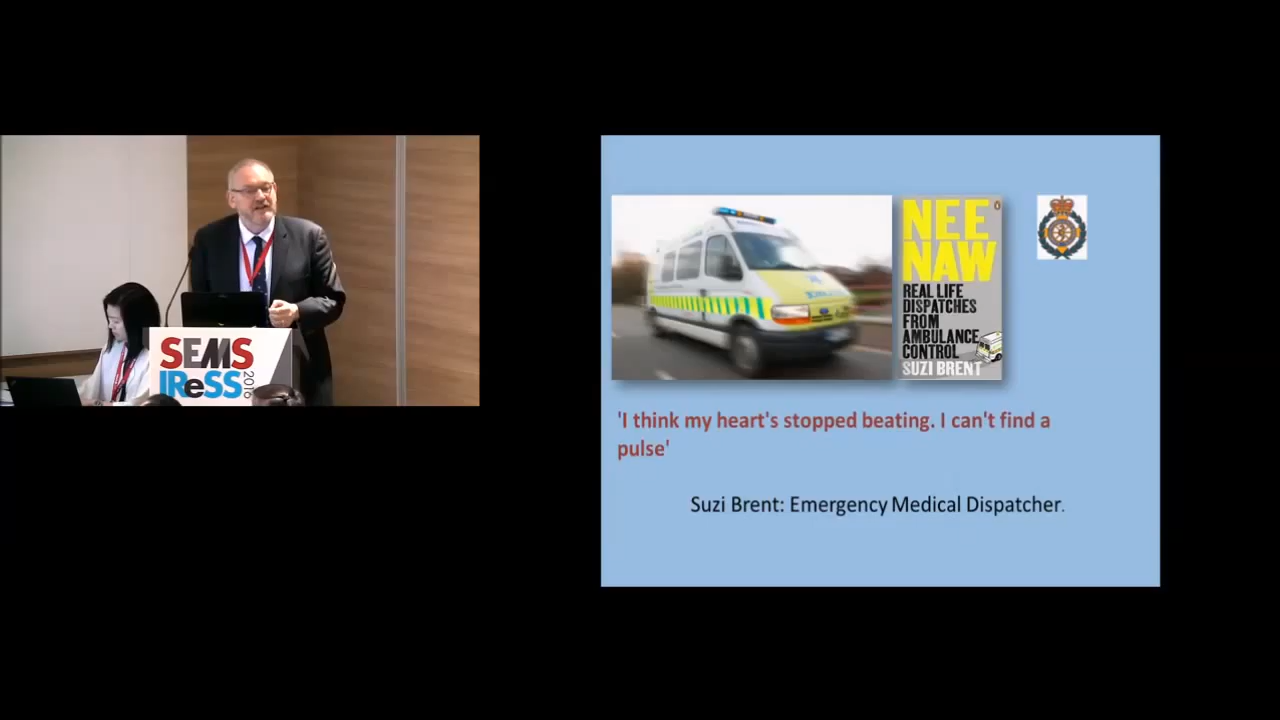 SEMS
IReSS
2016
NEE
NAW
REAL LIFE
DISPATCHES
FROM
AMBULANCE
CONTROL
SUZI BRENT
'I think my heart's stopped beating. I can't find a
pulse'
Suzi Brent: Emergency Medical Dispatcher.